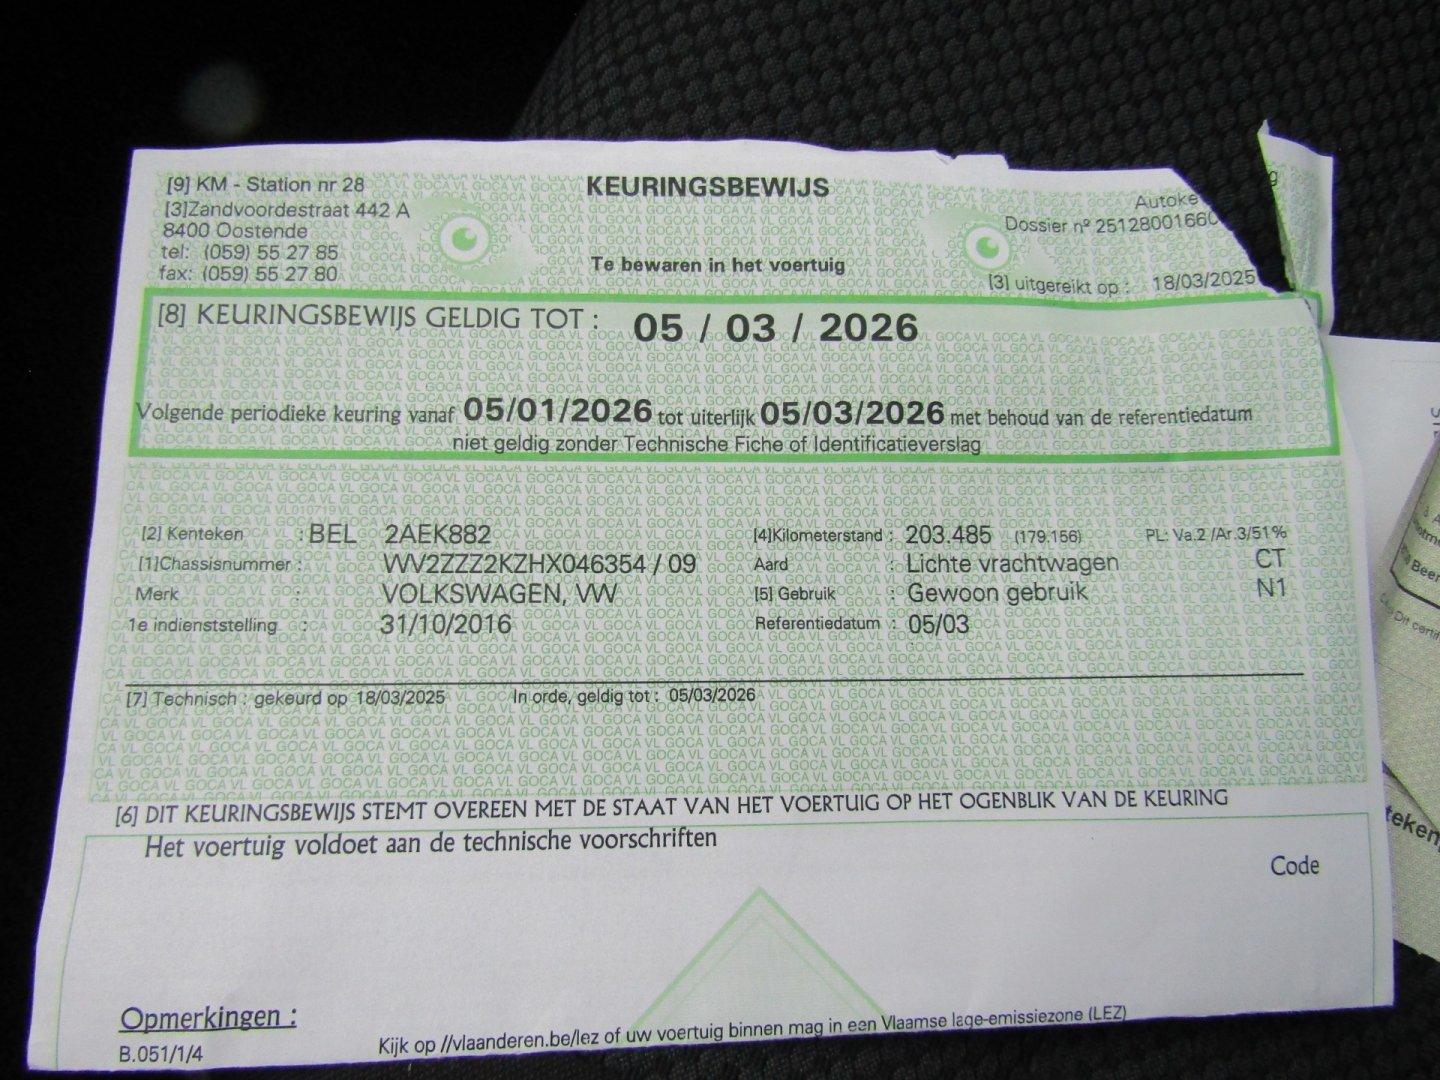 [9] KM - Station nr 28
[3]Zandvoordestraat 442 A
8400 Oostende
tel: (059) 55 27 85
fax: (059) 55 27 80
KEURINGSBEWIJS
Te bewaren in het voertuig
Autoke
Dossier nº 2512800166
[3] uitgereikt op : 18/03/2025
[8] KEURINGSBEWIJS GELDIG TOT : 05 / 03 / 2026
Volgende periodieke keuring vanaf 05/01/2026 tot uiterlijk 05/03/2026 met behoud van de referentiedatum
niet geldig zonder Technische Fiche of Identificatieverslag
[2] Kenteken : BEL 2AEK882
[1]Chassisnummer : WV2ZZZ2KZHX046354 / 09
Merk : VOLKSWAGEN, VW
1e indienststelling : 31/10/2016
[4]Kilometerstand : 203.485 (179.156) PL: Va.2 /Ar.3/51%
Aard : Lichte vrachtwagen CT
[5] Gebruik : Gewoon gebruik N1
Referentiedatum : 05/03
[7] Technisch : gekeurd op 18/03/2025 In orde, geldig tot : 05/03/2026
[6] DIT KEURINGSBEWIJS STEMT OVEREEN MET DE STAAT VAN HET VOERTUIG OP HET OGENBLIK VAN DE KEURING
Het voertuig voldoet aan de technische voorschriften
Code
Opmerkingen :
B.051/1/4
Kijk op //vlaanderen.be/lez of uw voertuig binnen mag in een Vlaamse lage-emissiezone (LEZ)